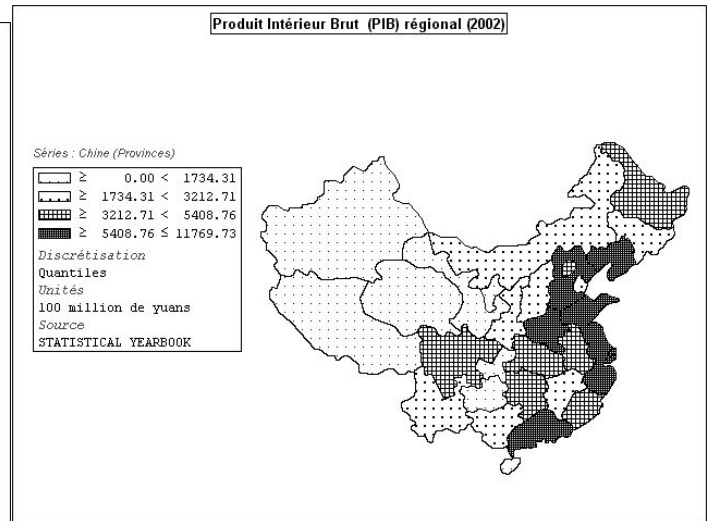 Produit Intérieur Brut (PIB) régional (2002)
Séries : Chine (Provinces)
≥ 0.00 < 1734.31
≥ 1734.31 < 3212.71
≥ 3212.71 < 5408.76
≥ 5408.76 ≤ 11769.73
Discrétisation
Quantiles
Unités
100 million de yuans
Source
STATISTICAL YEARBOOK